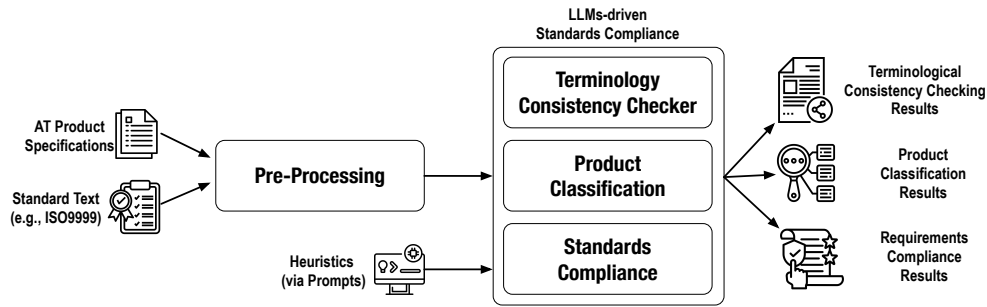 LLMs-driven
Standards Compliance
AT Product
Specifications
Standard Text
(e.g., ISO9999)
Pre-Processing
Heuristics
(via Prompts)
Terminology
Consistency Checker
Product
Classification
Standards
Compliance
Terminological
Consistency Checking
Results
Product
Classification
Results
Requirements
Compliance
Results